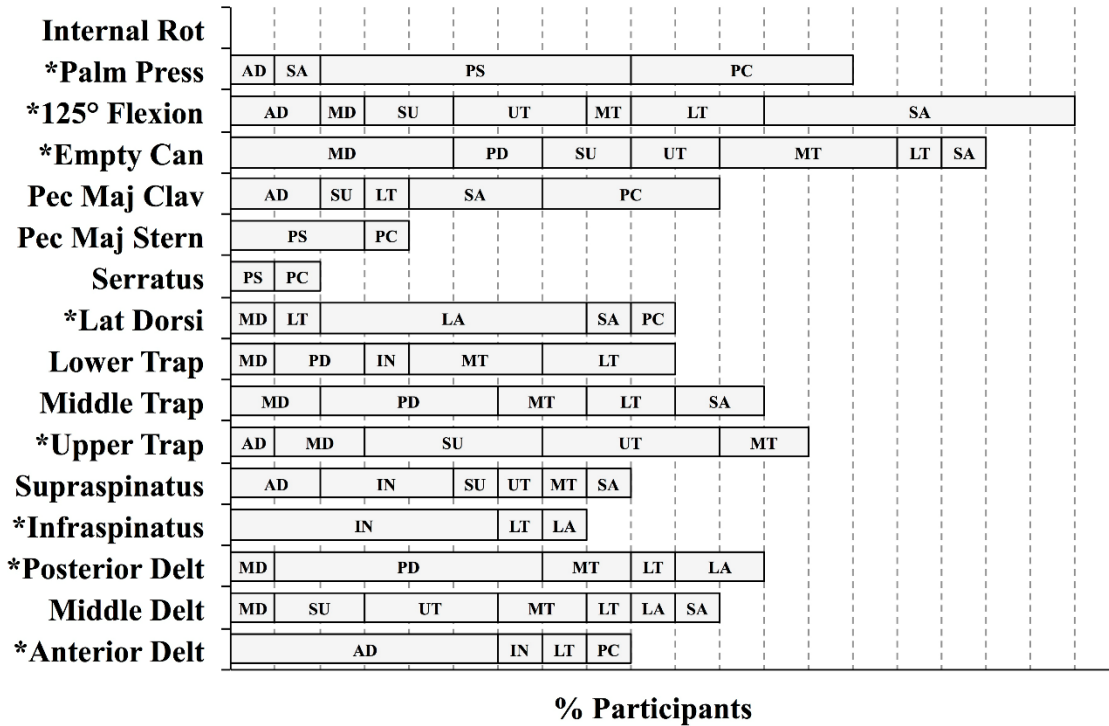 Internal Rot
*Palm Press AD SA PS PC
*125° Flexion AD MD SU UT MT LT SA
*Empty Can MD PD SU UT MT LT SA
Pec Maj Clav AD SU LT SA PC
Pec Maj Stern PS PC
Serratus PS PC
*Lat Dorsi MD LT LA SA PC
Lower Trap MD PD IN MT LT
Middle Trap MD PD MT LT SA
*Upper Trap AD MD SU UT MT
Supraspinatus AD IN SU UT MT SA
*Infraspinatus IN LT LA
*Posterior Delt MD PD MT LT LA
Middle Delt MD SU UT MT LT LA SA
*Anterior Delt AD IN LT PC
% Participants